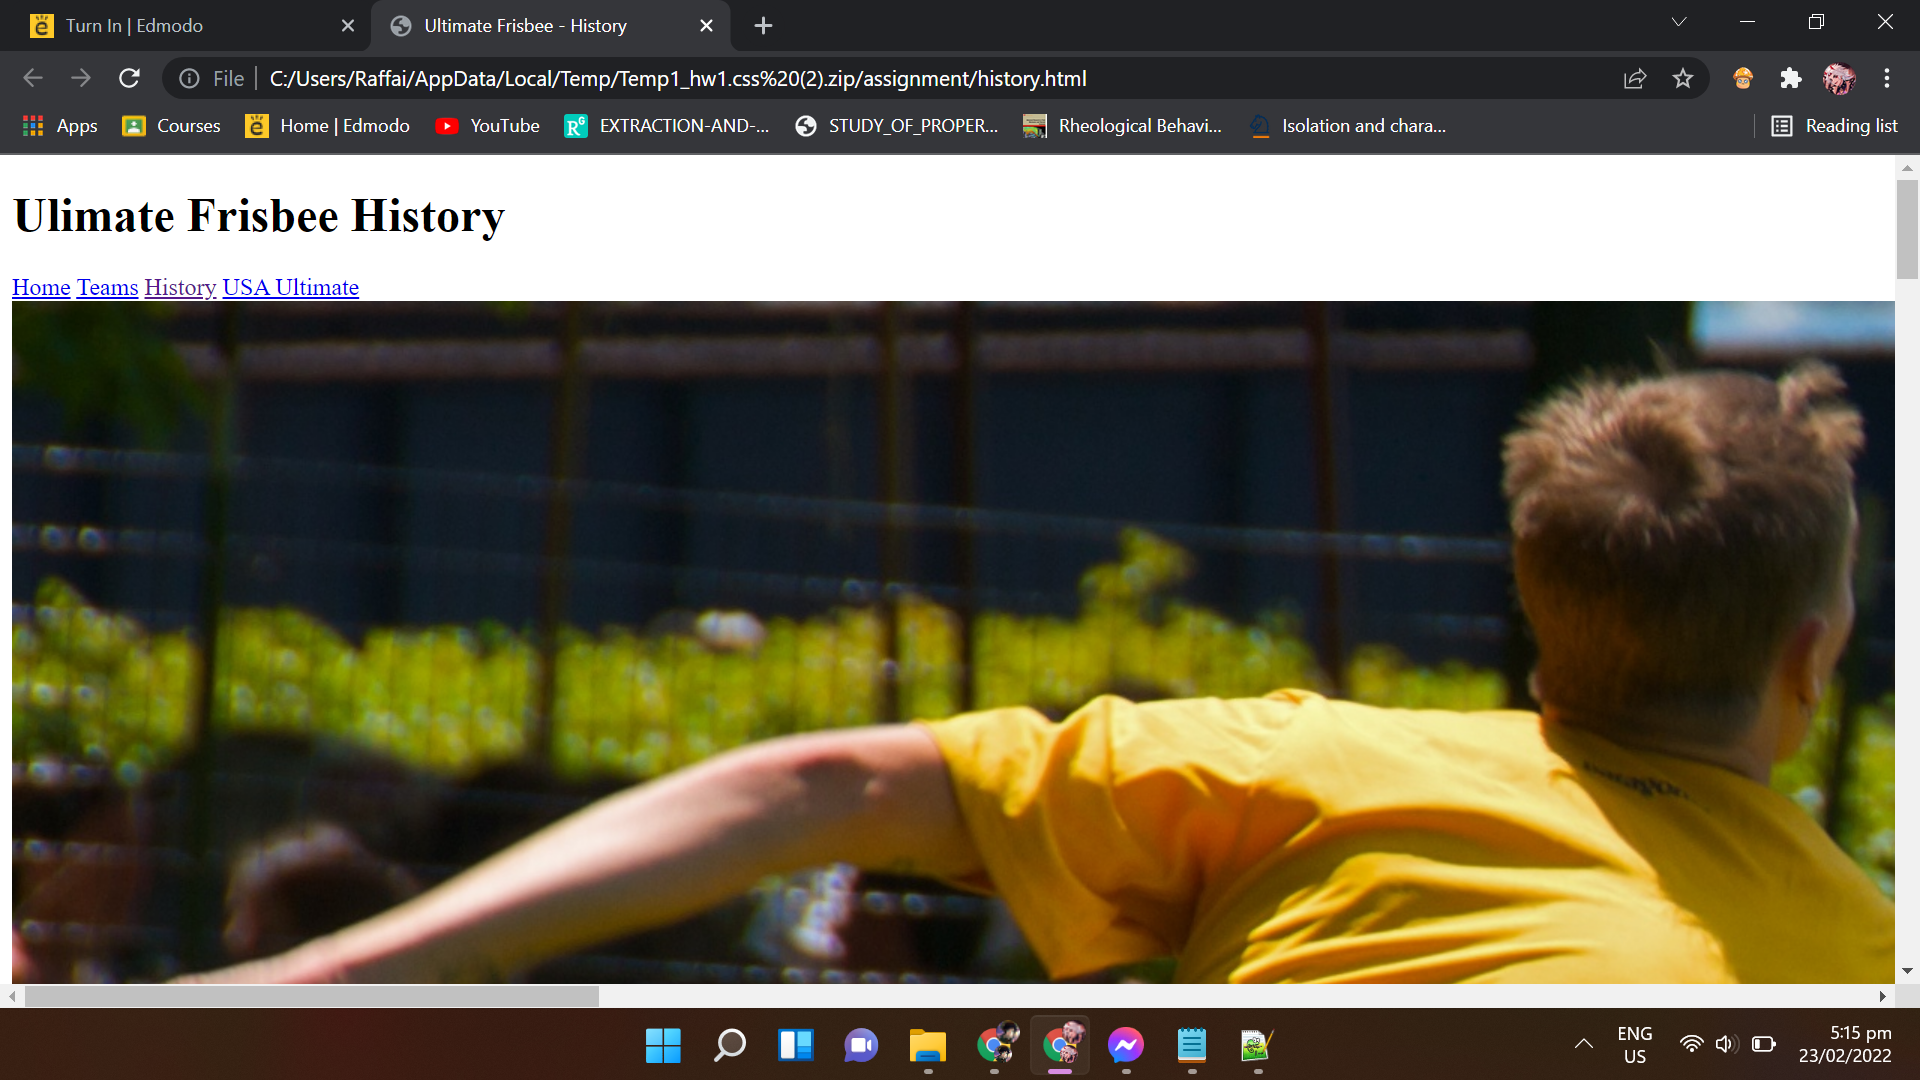 Turn In | Edmodo
Ultimate Frisbee - History
File
C:/Users/Raffai/AppData/Local/Temp/Temp1_hw1.css%20(2).zip/assignment/history.html
Apps
Courses
Home | Edmodo
YouTube
EXTRACTION-AND-...
STUDY_OF_PROPER...
Rheological Behavi...
Isolation and chara...
Reading list
Ulimate Frisbee History
Home Teams History USA Ultimate
ENG
US
5:15 pm
23/02/2022